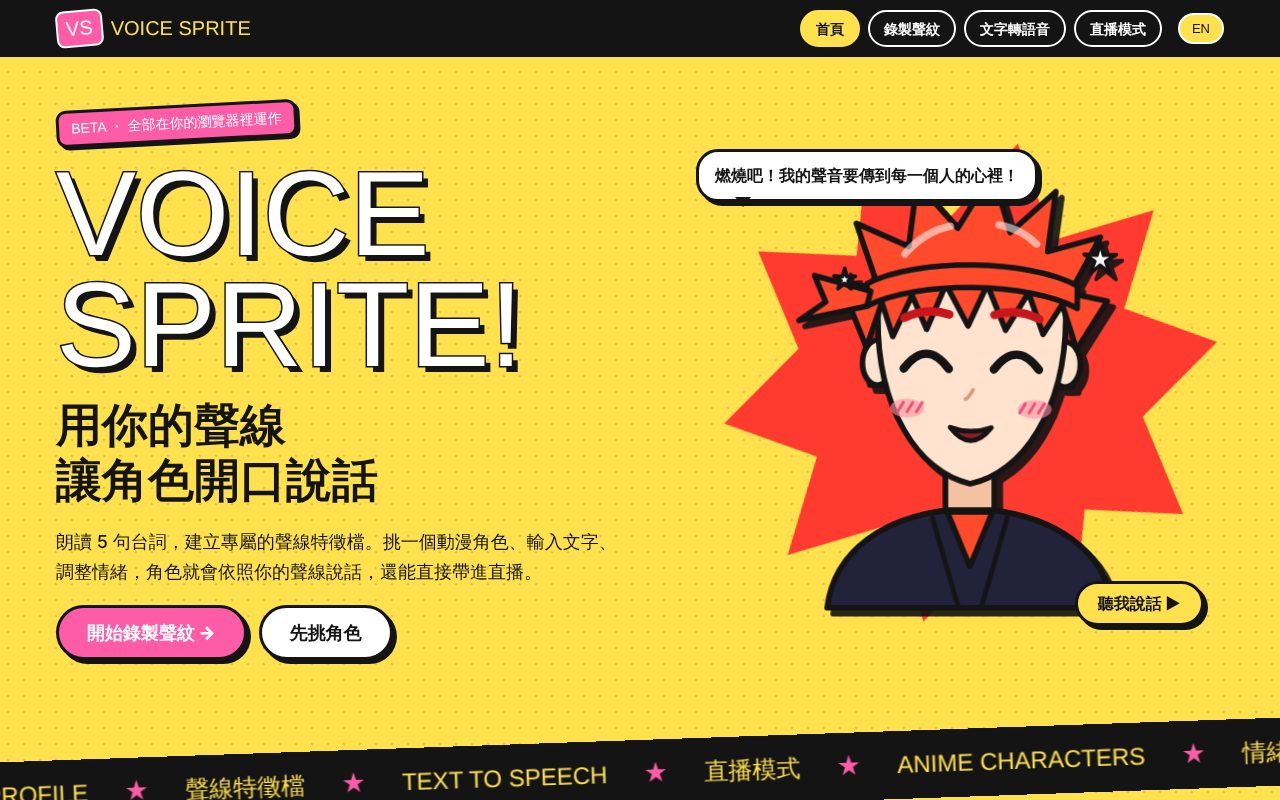 VS VOICE SPRITE
首頁
錄製聲紋
文字轉語音
直播模式
EN
BETA · 全部在你的瀏覽器裡運作
VOICE
SPRITE!
用你的聲線
讓角色開口說話
朗讀 5 句台詞，建立專屬的聲線特徵檔。挑一個動漫角色、輸入文字、
調整情緒，角色就會依照你的聲線說話，還能直接帶進直播。
開始錄製聲紋 →
先挑角色
燃燒吧！我的聲音要傳到每一個人的心裡！
聽我說話 ▶
★ 聲線特徵檔 ★ TEXT TO SPEECH ★ 直播模式 ★ ANIME CHARACTERS ★